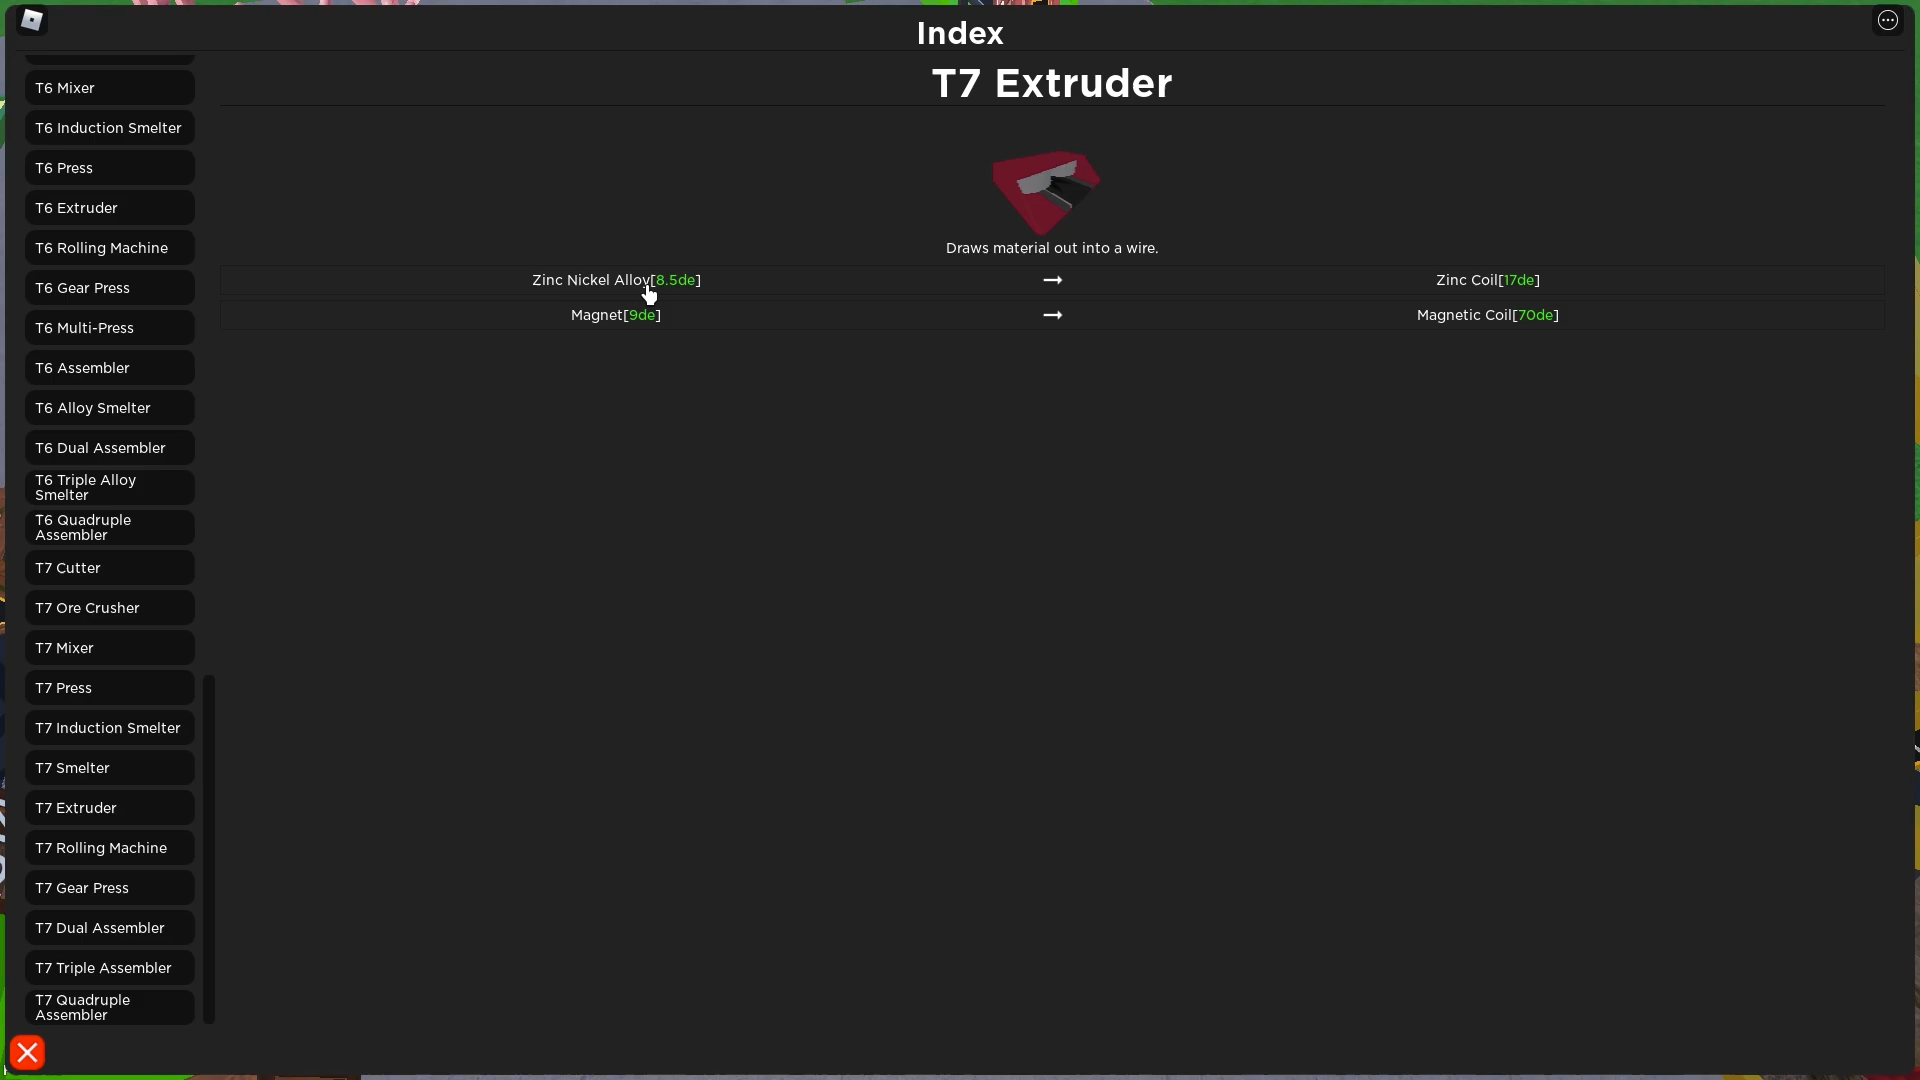 Index
T7 Extruder
T6 Mixer
T6 Induction Smelter
T6 Press
T6 Extruder
T6 Rolling Machine
T6 Gear Press
T6 Multi-Press
T6 Assembler
T6 Alloy Smelter
T6 Dual Assembler
T6 Triple Alloy
Smelter
T6 Quadruple
Assembler
T7 Cutter
T7 Ore Crusher
T7 Mixer
T7 Press
T7 Induction Smelter
T7 Smelter
T7 Extruder
T7 Rolling Machine
T7 Gear Press
T7 Dual Assembler
T7 Triple Assembler
T7 Quadruple
Assembler
Draws material out into a wire.
Zinc Nickel Alloy[8.5de] → Zinc Coil[17de]
Magnet[9de] → Magnetic Coil[70de]